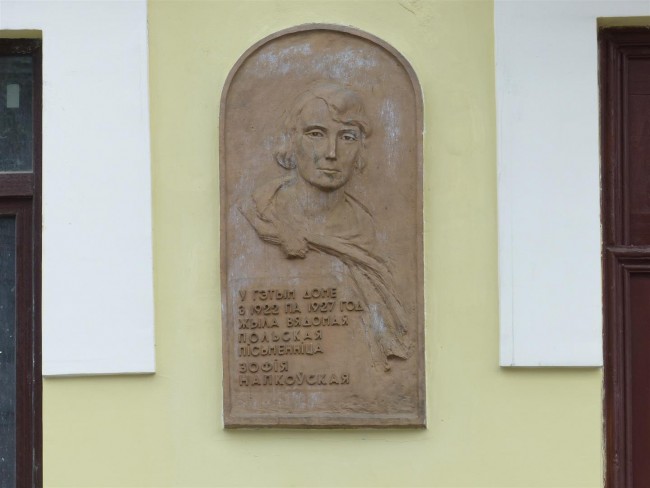 У ГЭТЫМ ДОМЕ
З 1922 ПА 1927 ГОД
ЖЫЛА ВЯДОМАЯ
ПОЛЬСКАЯ
ПІСЬМЕННІЦА
ЗОФІЯ
НАЛКОЎСКАЯ